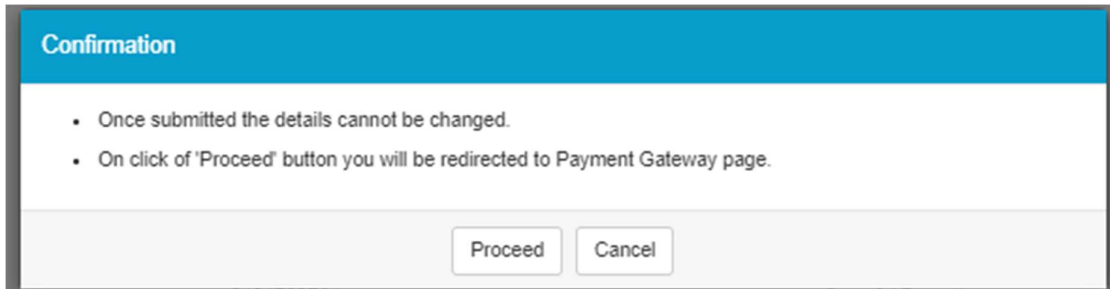 Confirmation
• Once submitted the details cannot be changed.
• On click of 'Proceed' button you will be redirected to Payment Gateway page.
Proceed Cancel